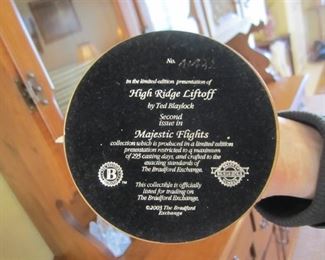 No.
In the limited-edition presentation of
High Ridge Liftoff
by Ted Blaylock
Second
issue in
Majestic Flights
collection which is produced in a limited edition
presentation restricted to a maximum
of 295 casting days, and crafted to the
exacting standards of
The Bradford Exchange.
B
TM
This collectible is officially
listed for trading on
The Bradford Exchange.
©2003 The Bradford
Exchange